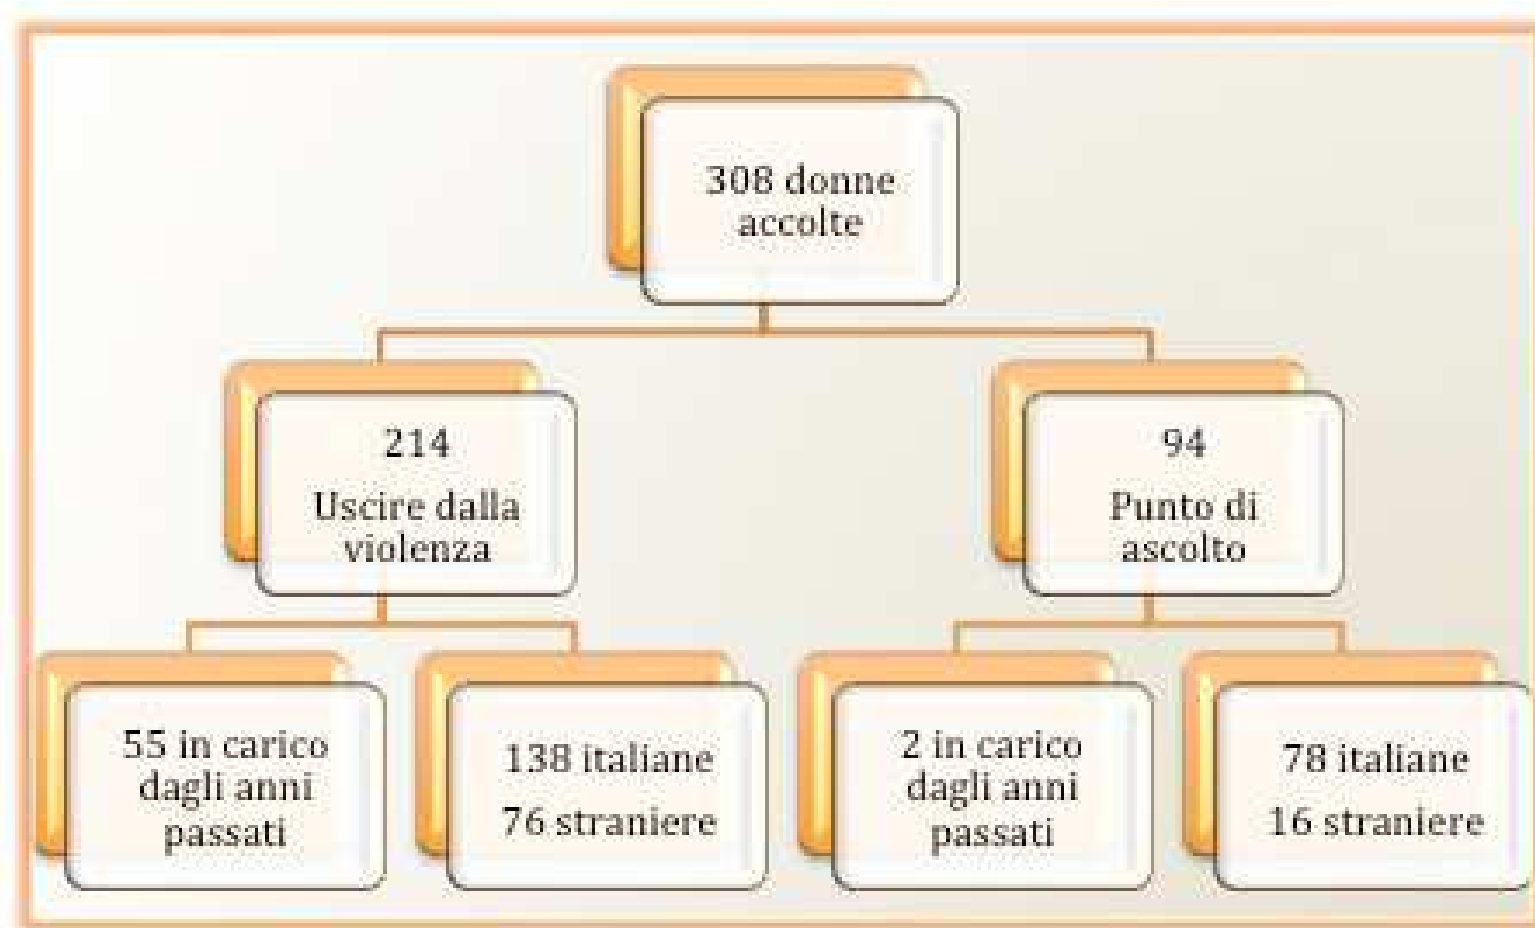 308 donne
accolte
214
Uscire dalla
violenza
94
Punto di
ascolto
55 in carico
dagli anni
passati
138 italiane
76 straniere
2 in carico
dagli anni
passati
78 italiane
16 straniere